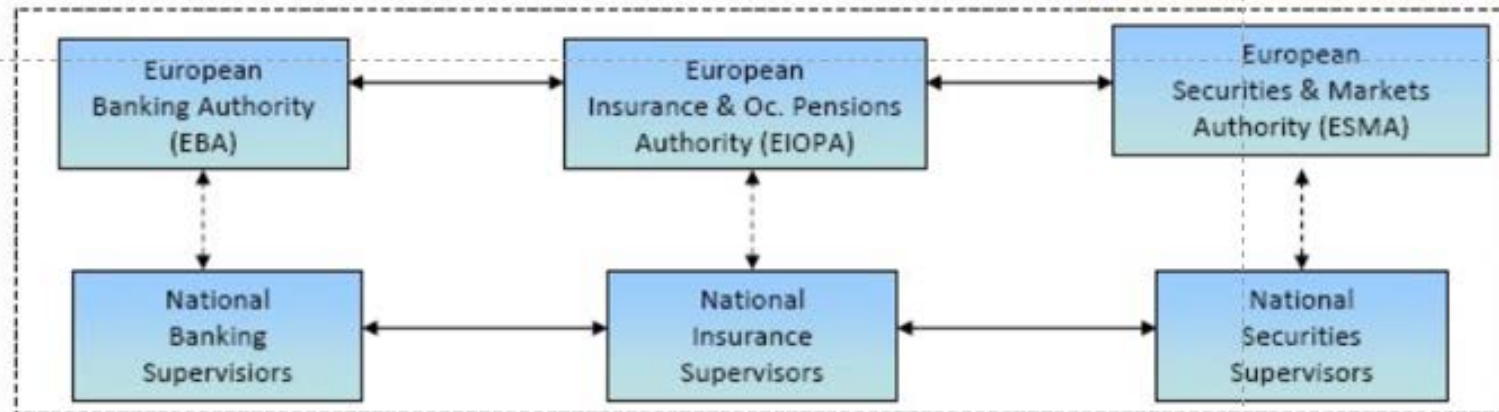 European
Banking Authority
(EBA)
European
Insurance & Oc. Pensions
Authority (EIOPA)
European
Securities & Markets
Authority (ESMA)
National
Banking
Supervisiors
National
Insurance
Supervisors
National
Securities
Supervisors